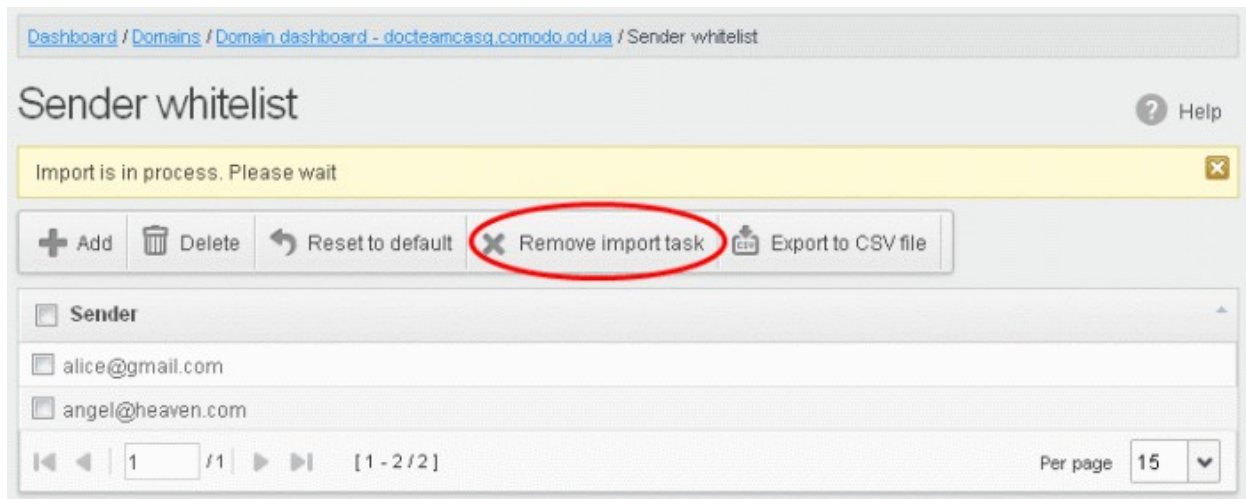 Dashboard / Domains / Domain dashboard - docteamcasg.comodo.od.ua / Sender whitelist
Sender whitelist
Help
Import is in process. Please wait
Add Delete Reset to default Remove import task CSV Export to CSV file
Sender
alice@gmail.com
angel@heaven.com
1 /1 [1 - 2 / 2] Per page 15